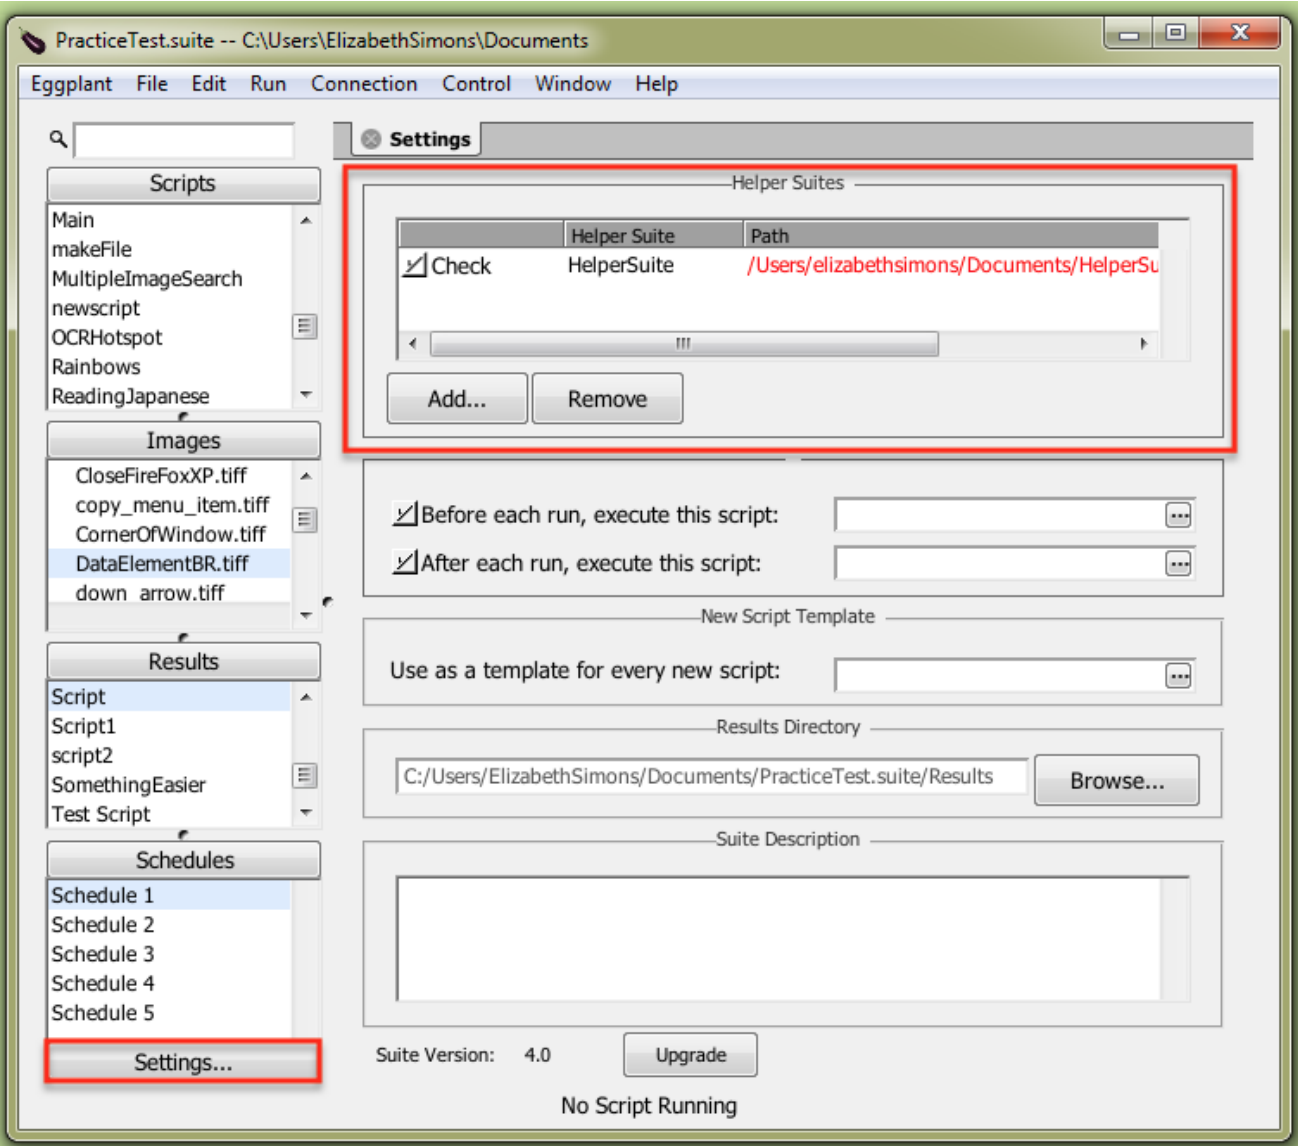 PracticeTest.suite -- C:\Users\ElizabethSimons\Documents
Eggplant File Edit Run Connection Control Window Help
Scripts
Main
makeFile
MultipleImageSearch
newscript
OCRHotspot
Rainbows
ReadingJapanese
Images
CloseFireFoxXP.tiff
copy_menu_item.tiff
CornerOfWindow.tiff
DataElementBR.tiff
down_arrow.tiff
Results
Script
Script1
script2
SomethingEasier
Test Script
Schedules
Schedule 1
Schedule 2
Schedule 3
Schedule 4
Schedule 5
Settings...
Settings
Helper Suites
Helper Suite Path
Check HelperSuite /Users/elizabethsimons/Documents/HelperSu
Add... Remove
Before each run, execute this script: ...
After each run, execute this script: ...
New Script Template
Use as a template for every new script: ...
Results Directory
C:/Users/ElizabethSimons/Documents/PracticeTest.suite/Results Browse...
Suite Description
Suite Version: 4.0 Upgrade
No Script Running